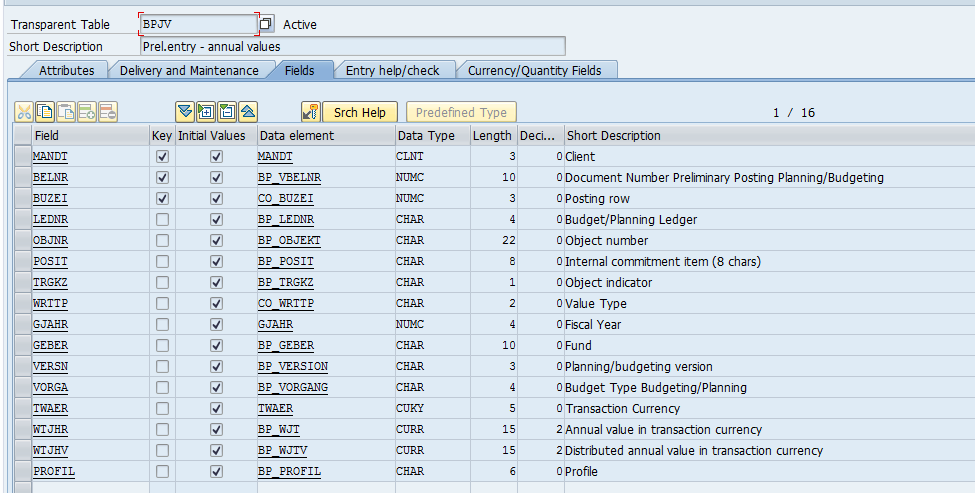 Transparent Table BPJV Active
Short Description Prel.entry - annual values
Attributes Delivery and Maintenance Fields Entry help/check Currency/Quantity Fields
Srch Help Predefined Type 1 / 16
Field Key Initial Values Data element Data Type Length Deci... Short Description
MANDT MANDT CLNT 3 0 Client
BELNR BP_VBELNR NUMC 10 0 Document Number Preliminary Posting Planning/Budgeting
BUZEI CO_BUZEI NUMC 3 0 Posting row
LEDNR BP_LEDNR CHAR 4 0 Budget/Planning Ledger
OBJNR BP_OBJEKT CHAR 22 0 Object number
POSIT BP_POSIT CHAR 8 0 Internal commitment item (8 chars)
TRGKZ BP_TRGKZ CHAR 1 0 Object indicator
WRTTP CO_WRTTP CHAR 2 0 Value Type
GJAHR GJAHR NUMC 4 0 Fiscal Year
GEBER BP_GEBER CHAR 10 0 Fund
VERSN BP_VERSION CHAR 3 0 Planning/budgeting version
VORGA BP_VORGANG CHAR 4 0 Budget Type Budgeting/Planning
TWAER TWAER CUKY 5 0 Transaction Currency
WTJHR BP_WJT CURR 15 2 Annual value in transaction currency
WTJHV BP_WJTV CURR 15 2 Distributed annual value in transaction currency
PROFIL BP_PROFIL CHAR 6 0 Profile